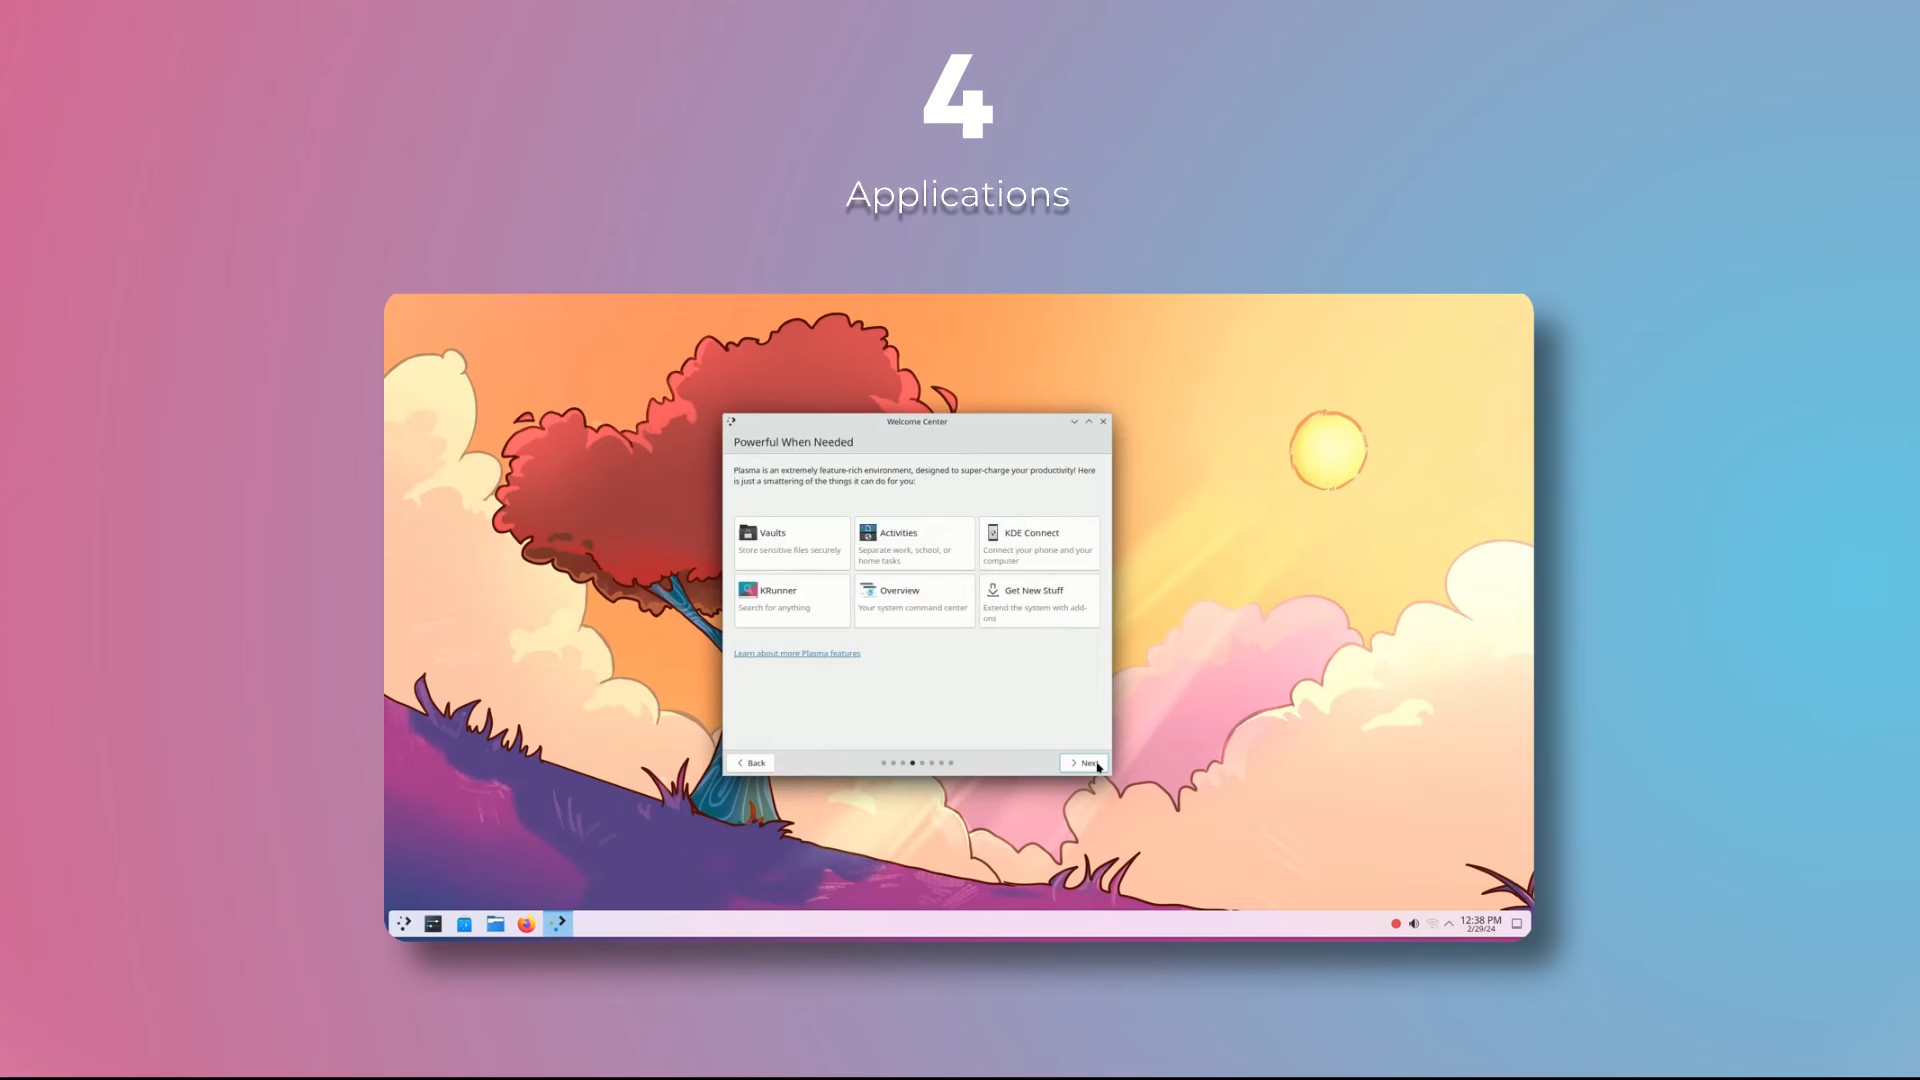 4
Applications
Welcome Center
Powerful When Needed
Plasma is an extremely feature-rich environment, designed to super-charge your productivity! Here
is just a smattering of the things it can do for you:
Vaults
Store sensitive files securely
Activities
Separate work, school, or
home tasks
KDE Connect
Connect your phone and your
computer
KRunner
Search for anything
Overview
Your system command center
Get New Stuff
Extend the system with add-
ons
Learn about more Plasma features
Back
Next
12:38 PM
2/29/24